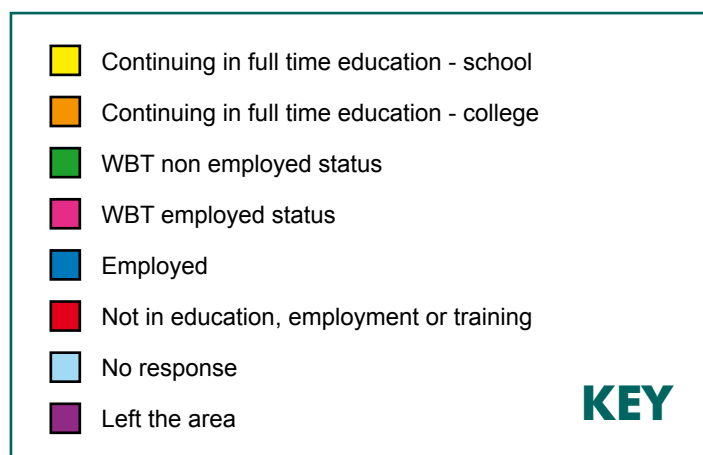 Continuing in full time education - school
Continuing in full time education - college
WBT non employed status
WBT employed status
Employed
Not in education, employment or training
No response
Left the area
KEY